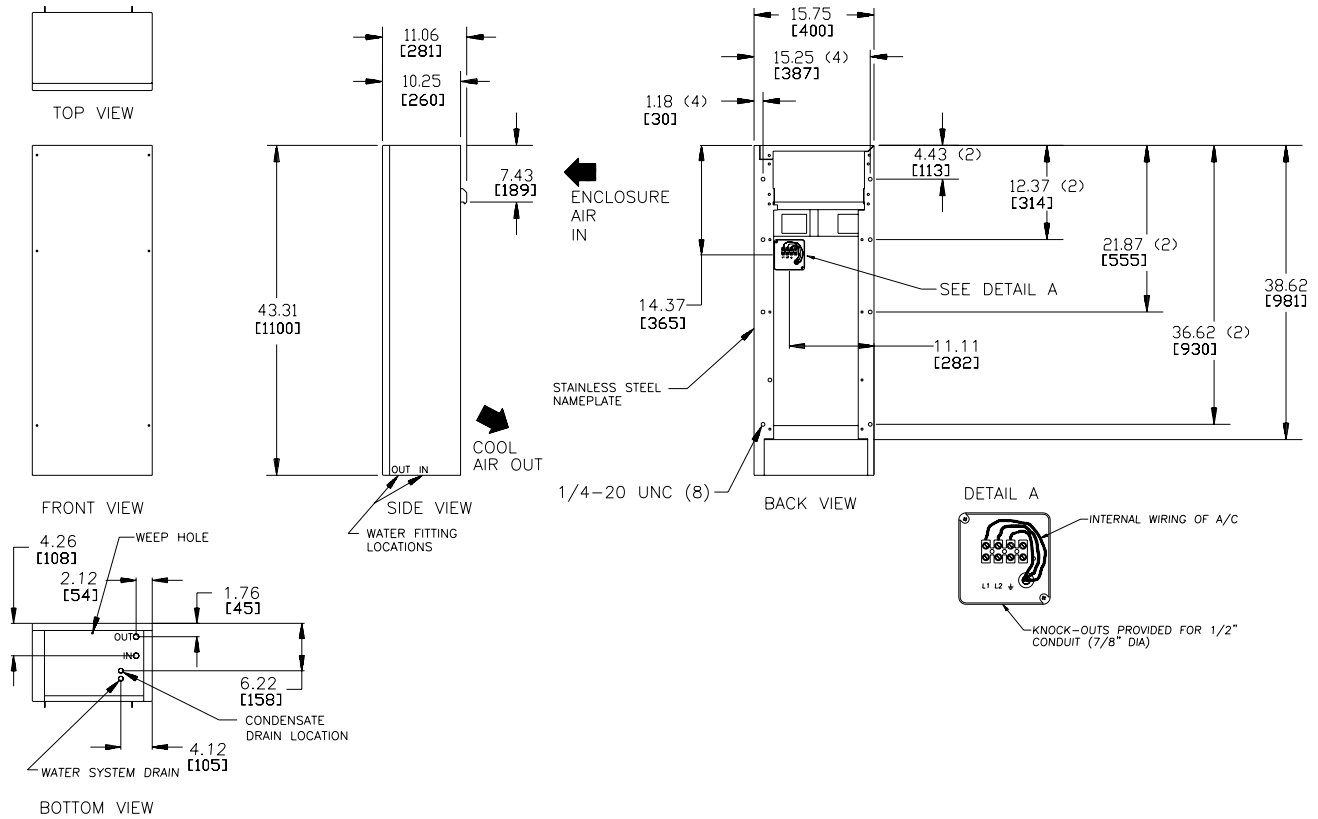 TOP VIEW
11.06
[281]
10.25
[260]
7.43
[189]
ENCLOSURE
AIR
IN
43.31
[1100]
COOL
AIR OUT
OUT IN
FRONT VIEW
SIDE VIEW
WATER FITTING
LOCATIONS
15.75
[400]
15.25 (4)
[387]
1.18 (4)
[30]
4.43 (2)
[113]
12.37 (2)
[314]
21.87 (2)
[555]
38.62
[981]
36.62 (2)
[930]
SEE DETAIL A
14.37
[365]
11.11
[282]
STAINLESS STEEL
NAMEPLATE
1/4-20 UNC (8)
BACK VIEW
DETAIL A
INTERNAL WIRING OF A/C
L1 L2 ⏚
KNOCK-OUTS PROVIDED FOR 1/2"
CONDUIT (7/8" DIA)
4.26
[108]
WEEP HOLE
2.12
[54]
1.76
[45]
OUT
IN
6.22
[158]
CONDENSATE
DRAIN LOCATION
4.12
[105]
WATER SYSTEM DRAIN
BOTTOM VIEW